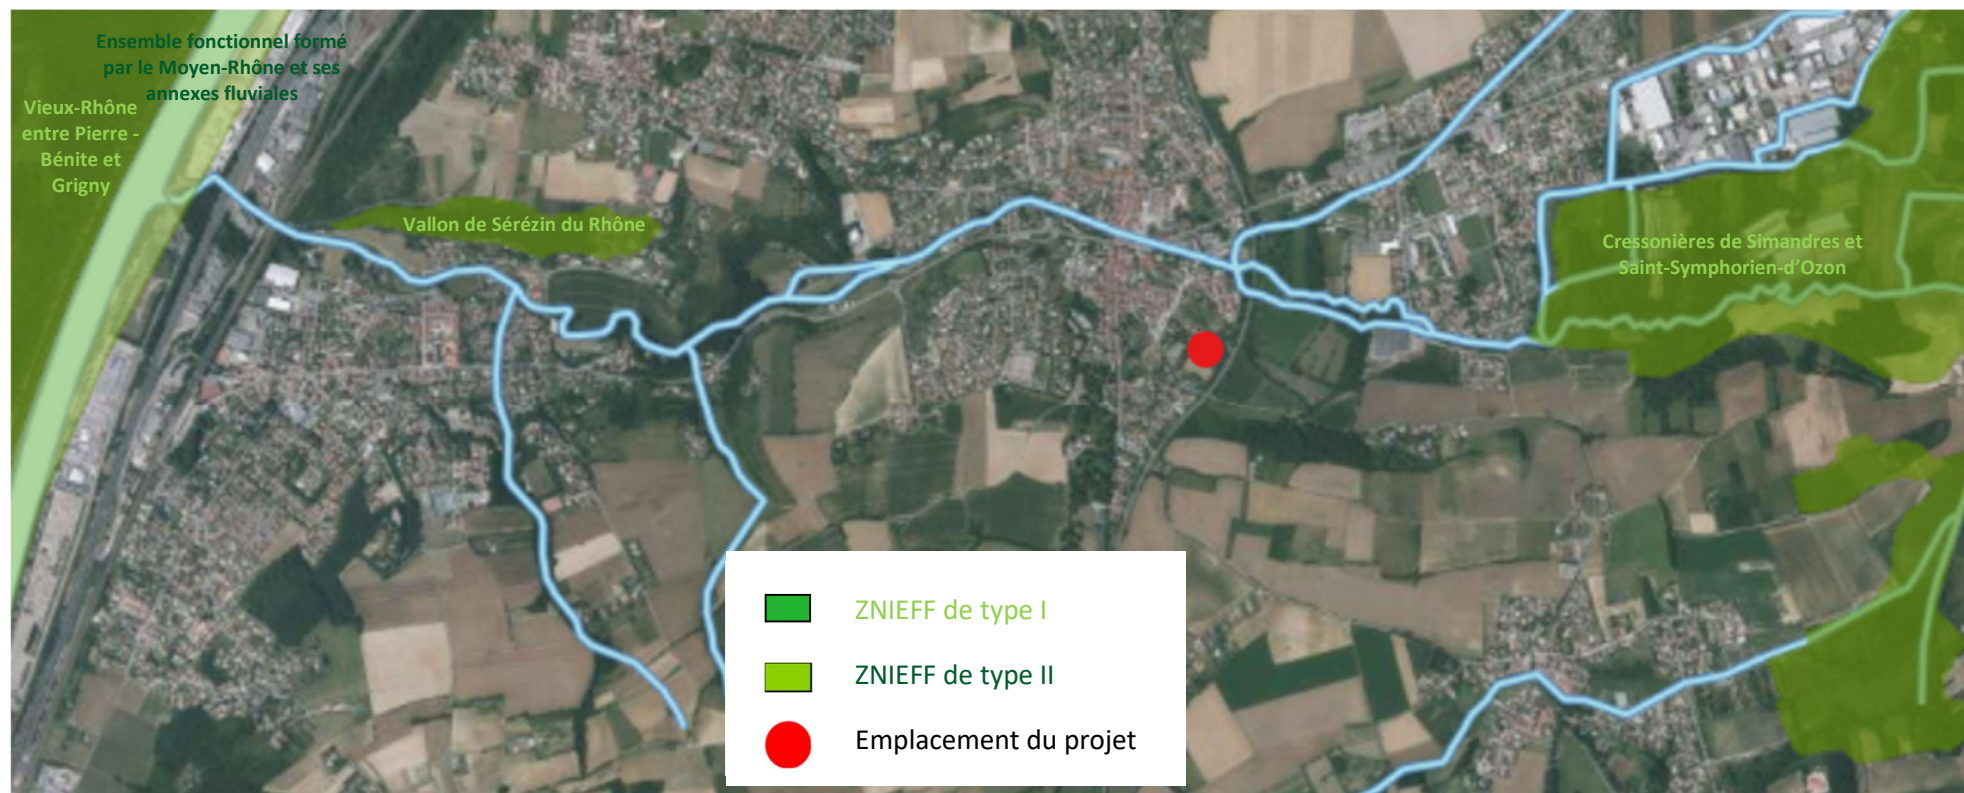 Ensemble fonctionnel formé
par le Moyen-Rhône et ses
annexes fluviales
Vieux-Rhône
entre Pierre -
Bénite et
Grigny
Vallon de Sérézin du Rhône
Cressonières de Simandres et
Saint-Symphorien-d'Ozon
ZNIEFF de type I
ZNIEFF de type II
Emplacement du projet